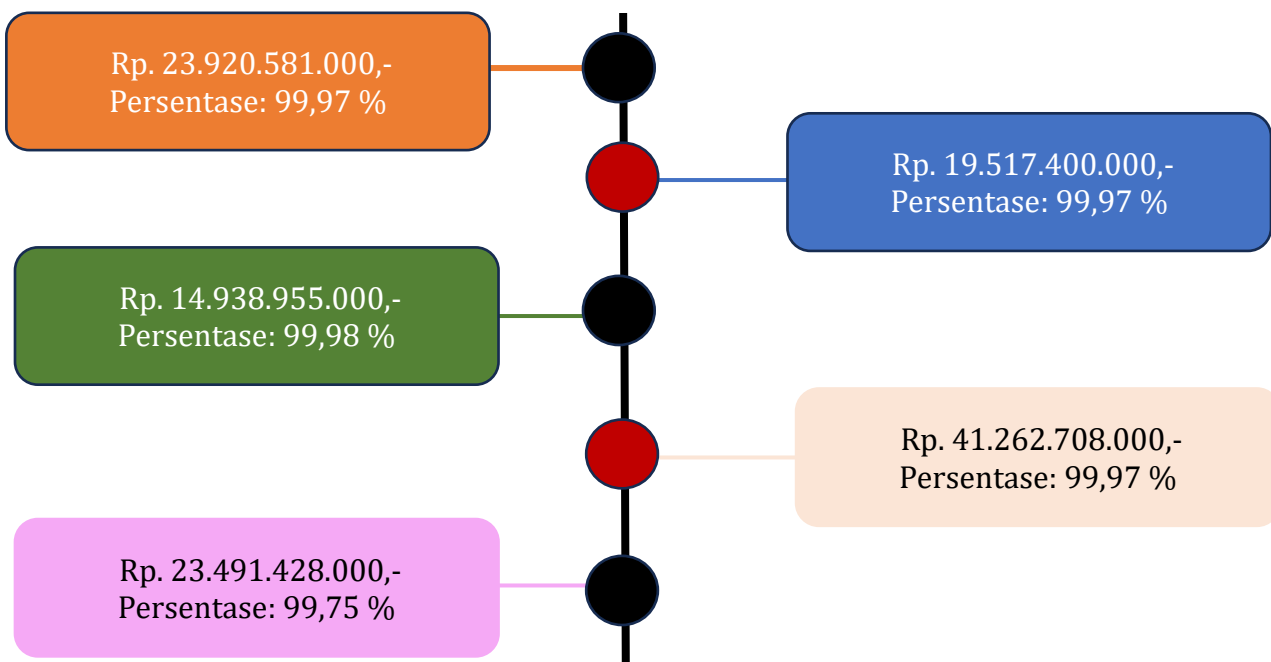 Rp. 23.920.581.000,-
Persentase: 99,97 %
Rp. 19.517.400.000,-
Persentase: 99,97 %
Rp. 14.938.955.000,-
Persentase: 99,98 %
Rp. 41.262.708.000,-
Persentase: 99,97 %
Rp. 23.491.428.000,-
Persentase: 99,75 %